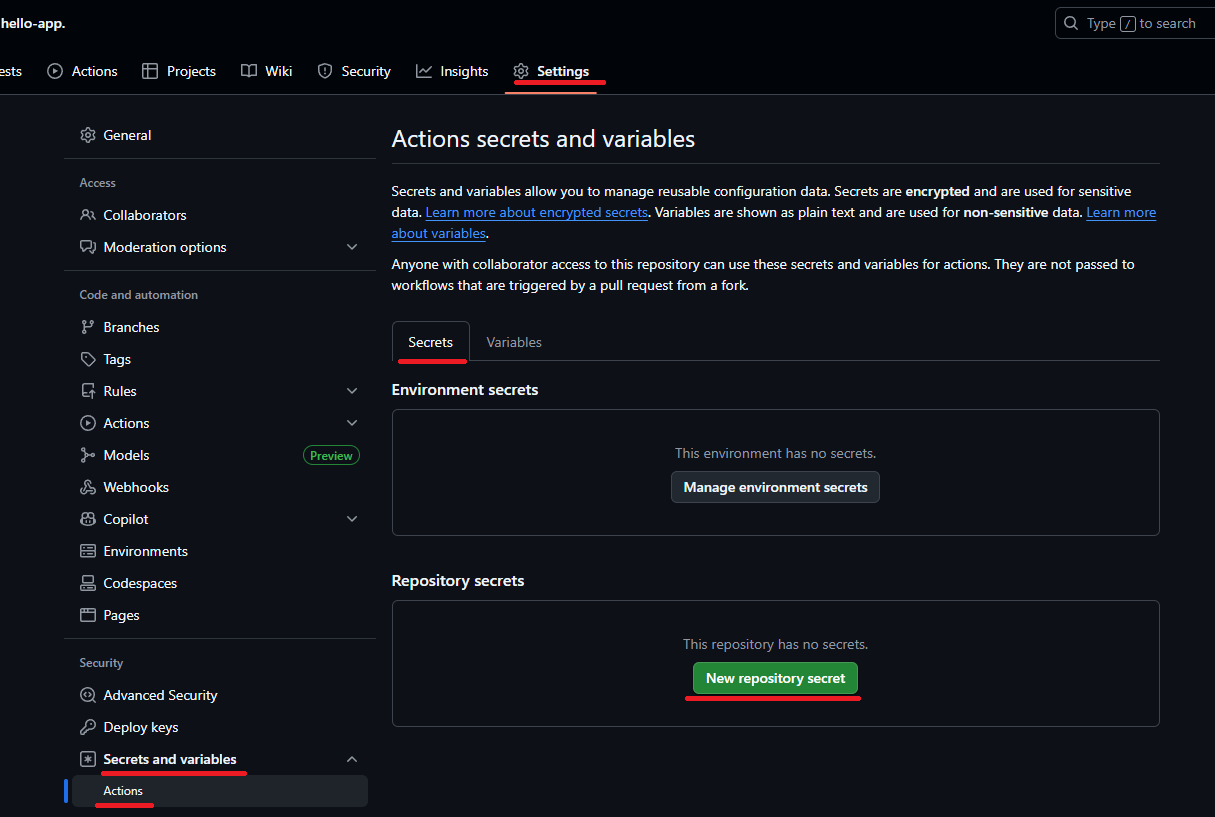 hello-app.
Type / to search
ests
Actions
Projects
Wiki
Security
Insights
Settings
General
Access
Collaborators
Moderation options
Code and automation
Branches
Tags
Rules
Actions
Models
Preview
Webhooks
Copilot
Environments
Codespaces
Pages
Security
Advanced Security
Deploy keys
Secrets and variables
Actions
Actions secrets and variables
Secrets and variables allow you to manage reusable configuration data. Secrets are encrypted and are used for sensitive
data. Learn more about encrypted secrets. Variables are shown as plain text and are used for non-sensitive data. Learn more
about variables.
Anyone with collaborator access to this repository can use these secrets and variables for actions. They are not passed to
workflows that are triggered by a pull request from a fork.
Secrets
Variables
Environment secrets
This environment has no secrets.
Manage environment secrets
Repository secrets
This repository has no secrets.
New repository secret